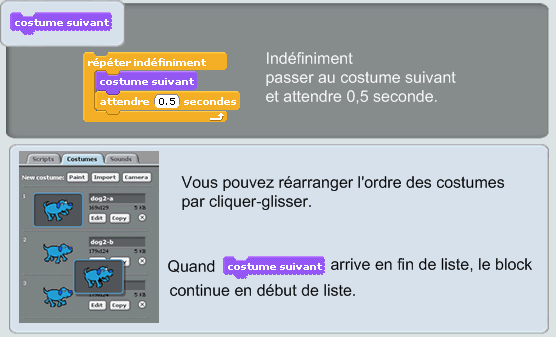 costume suivant
répéter indéfiniment
costume suivant
attendre 0.5 secondes
Indéfiniment
passer au costume suivant
et attendre 0,5 seconde.
Scripts Costumes Sounds
New costume: Paint Import Camera
1 dog2-a
169x129 5 KB
Edit Copy
2 dog2-b
179x124 5 KB
Copy
3
5 KB
Edit Copy
Vous pouvez réarranger l'ordre des costumes
par cliquer-glisser.
Quand costume suivant arrive en fin de liste, le block
continue en début de liste.